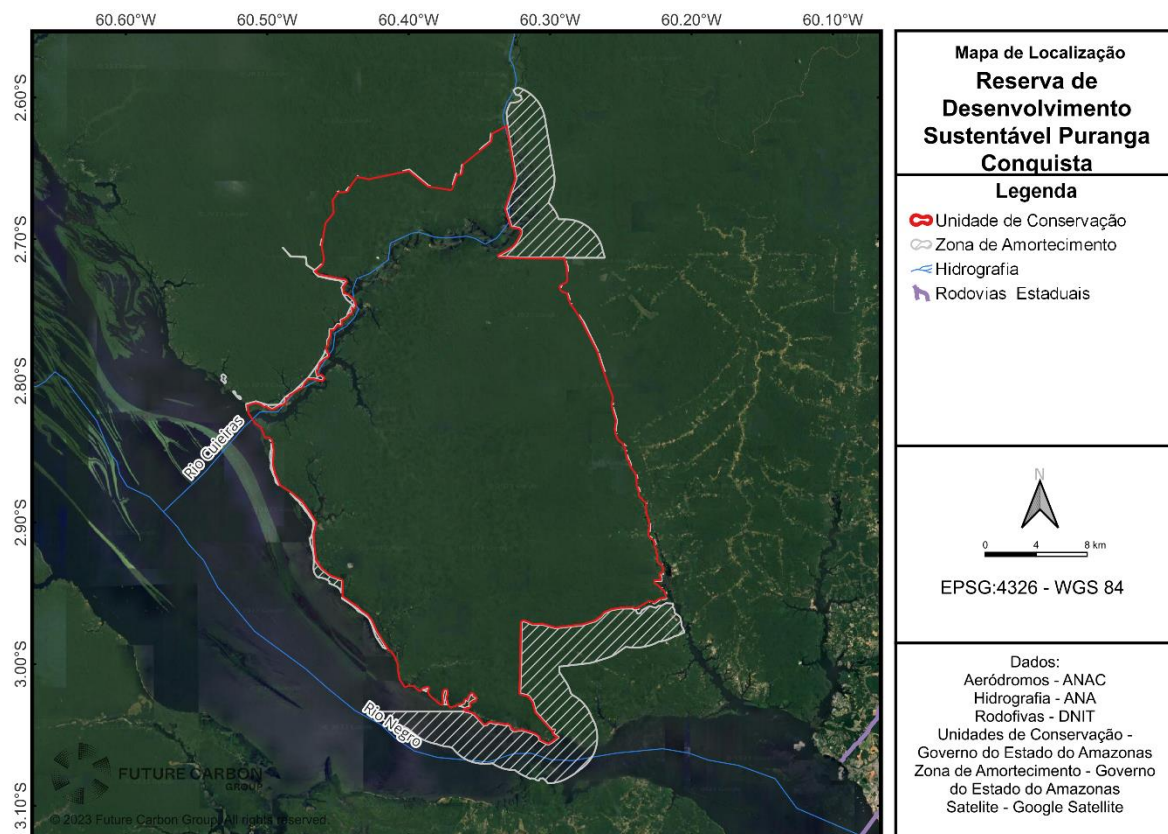 60.60°W 60.50°W 60.40°W 60.30°W 60.20°W 60.10°W
2.60°S
2.70°S
2.80°S
2.90°S
3.00°S
3.10°S
Rio Cuieiras
Rio Negro
FUTURE CARBON
GROUP
© 2023 Future Carbon Group. All rights reserved.
Mapa de Localização
Reserva de
Desenvolvimento
Sustentável Puranga
Conquista
Legenda
Unidade de Conservação
Zona de Amortecimento
Hidrografia
Rodovias Estaduais
N
0 4 8 km
EPSG:4326 - WGS 84
Dados:
Aeródromos - ANAC
Hidrografia - ANA
Rodofivas - DNIT
Unidades de Conservação -
Governo do Estado do Amazonas
Zona de Amortecimento - Governo
do Estado do Amazonas
Satelite - Google Satellite